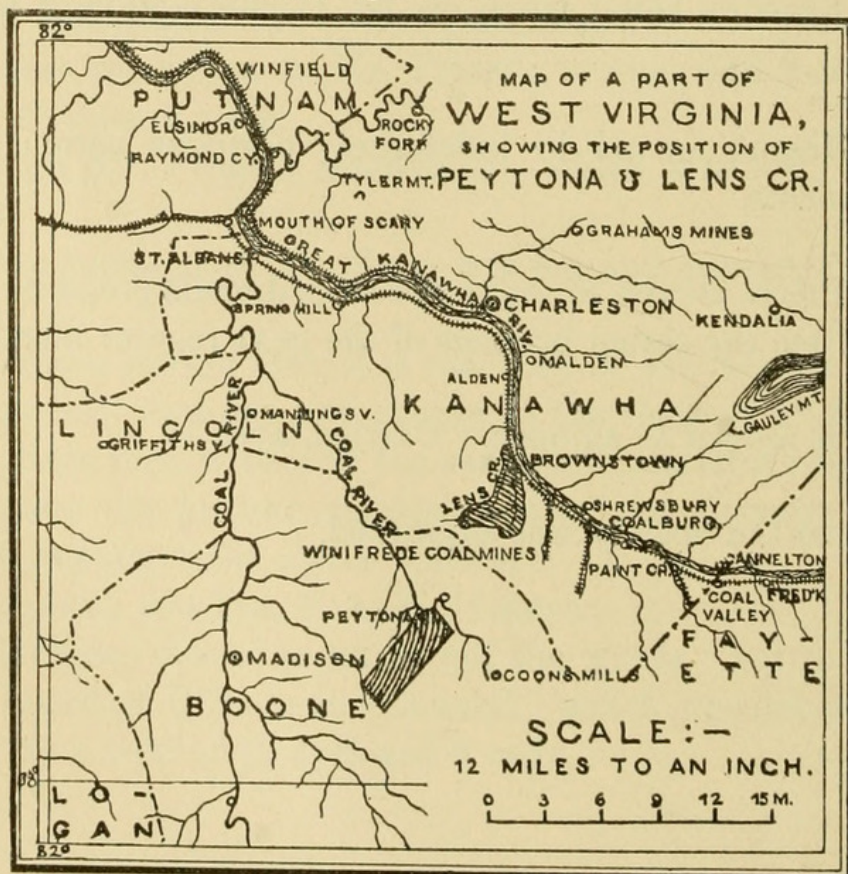 82°
MAP OF A PART OF
WEST VIRGINIA,
SHOWING THE POSITION OF
PEYTONA & LENS CR.
WINFIELD
PUTNAM
ELSINOR
ROCKY
FORK
RAYMOND CY.
TYLER MT.
MOUTH OF SCARY
GRAHAMS MINES
ST. ALBANS
GREAT KANAWHA RIV.
SPRING HILL
CHARLESTON
KENDALIA
MALDEN
ALDEN
KANAWHA
GAULEY MT.
LINCOLN
MANNINGSV.
GRIFFITHSV.
COAL RIVER
COAL RIVER
LENS CR.
BROWNSTOWN
SHREWSBURY
COALBURG
WINIFREDE COAL MINES
PAINT CR.
CANNELTON
COAL
VALLEY
FRED'K
PEYTONA
FAY-
ETTE
MADISON
COONS MILLS
BOONE
SCALE:-
12 MILES TO AN INCH.
0 3 6 9 12 15 M.
LO-
GAN
82°